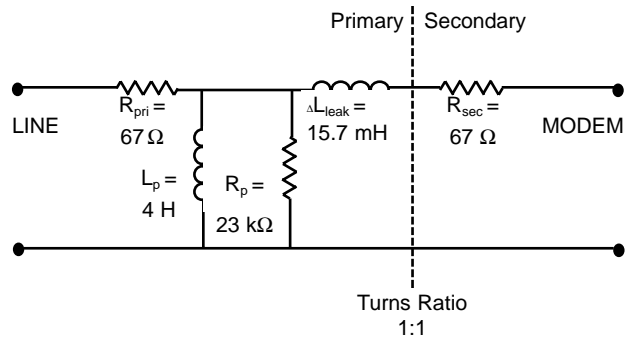 Primary
Secondary
R_pri =
67 Ω
ΔL_leak =
15.7 mH
R_sec =
67 Ω
LINE
MODEM
L_p =
4 H
R_p =
23 kΩ
Turns Ratio
1:1